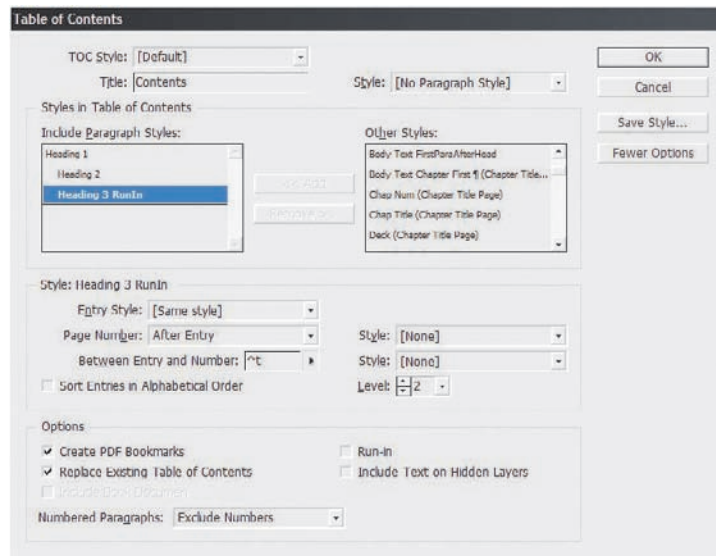 Table of Contents
TOC Style: [Default]
OK
Title: Contents
Style: [No Paragraph Style]
Cancel
Styles in Table of Contents
Save Style...
Include Paragraph Styles:
Other Styles:
Fewer Options
Heading 1
Heading 2
Heading 3 RunIn
Body Text FirstParaAfterHead
Body Text Chapter First ¶ (Chapter Title...
Chap Num (Chapter Title Page)
Chap Title (Chapter Title Page)
Deck (Chapter Title Page)
Style: Heading 3 RunIn
Entry Style: [Same style]
Page Number: After Entry
Style: [None]
Between Entry and Number: ^t
Style: [None]
Sort Entries in Alphabetical Order
Level: 2
Options
Create PDF Bookmarks
Run-in
Replace Existing Table of Contents
Include Text on Hidden Layers
Include Book Document
Numbered Paragraphs: Exclude Numbers